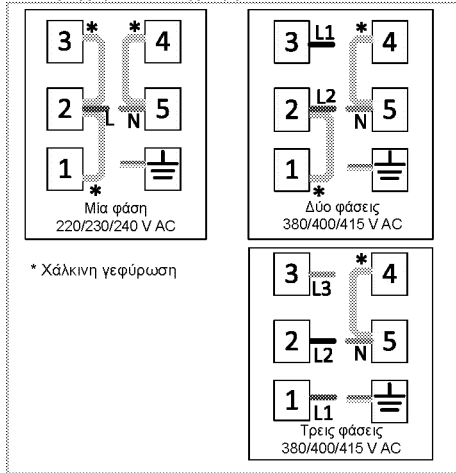 3 * * 4
2 L N 5
1 *
Μία φάση
220/230/240 V AC
3 L1 * 4
2 L2 N 5
1 *
Δύο φάσεις
380/400/415 V AC
* Χάλκινη γεφύρωση
3 L3 * 4
2 L2 N 5
1 L1
Τρεις φάσεις
380/400/415 V AC